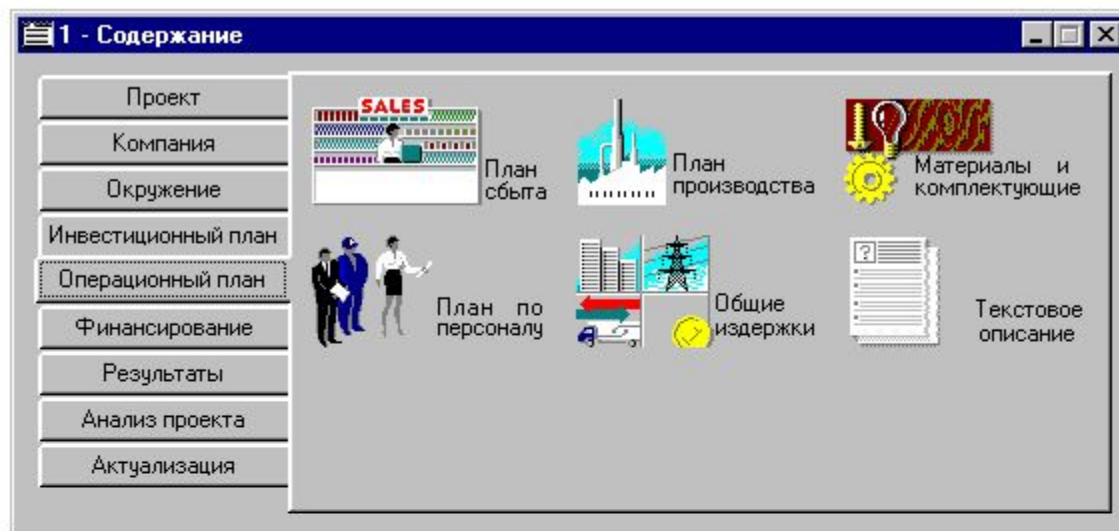 1 - Содержание
Проект
Компания
Окружение
Инвестиционный план
Операционный план
Финансирование
Результаты
Анализ проекта
Актуализация
SALES
План
сбыта
План
производства
Материалы и
комплектующие
План по
персоналу
Общие
издержки
?
Текстовое
описание